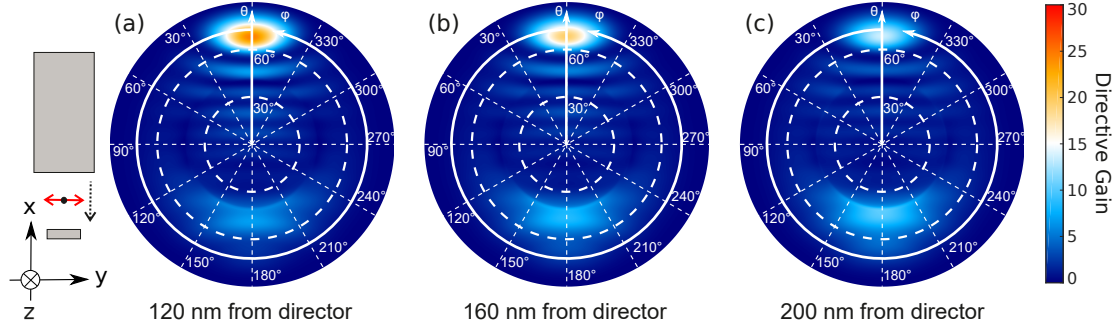 (a)
θ
φ
30°
330°
60°
60°
300°
30°
90°
270°
120°
240°
150°
210°
180°
120 nm from director
(b)
θ
φ
30°
330°
60°
60°
300°
30°
90°
270°
120°
240°
150°
210°
180°
160 nm from director
(c)
θ
φ
30°
330°
60°
60°
300°
30°
90°
270°
120°
240°
150°
210°
180°
200 nm from director
x
y
z
30
25
20
15
10
5
0
Directive Gain